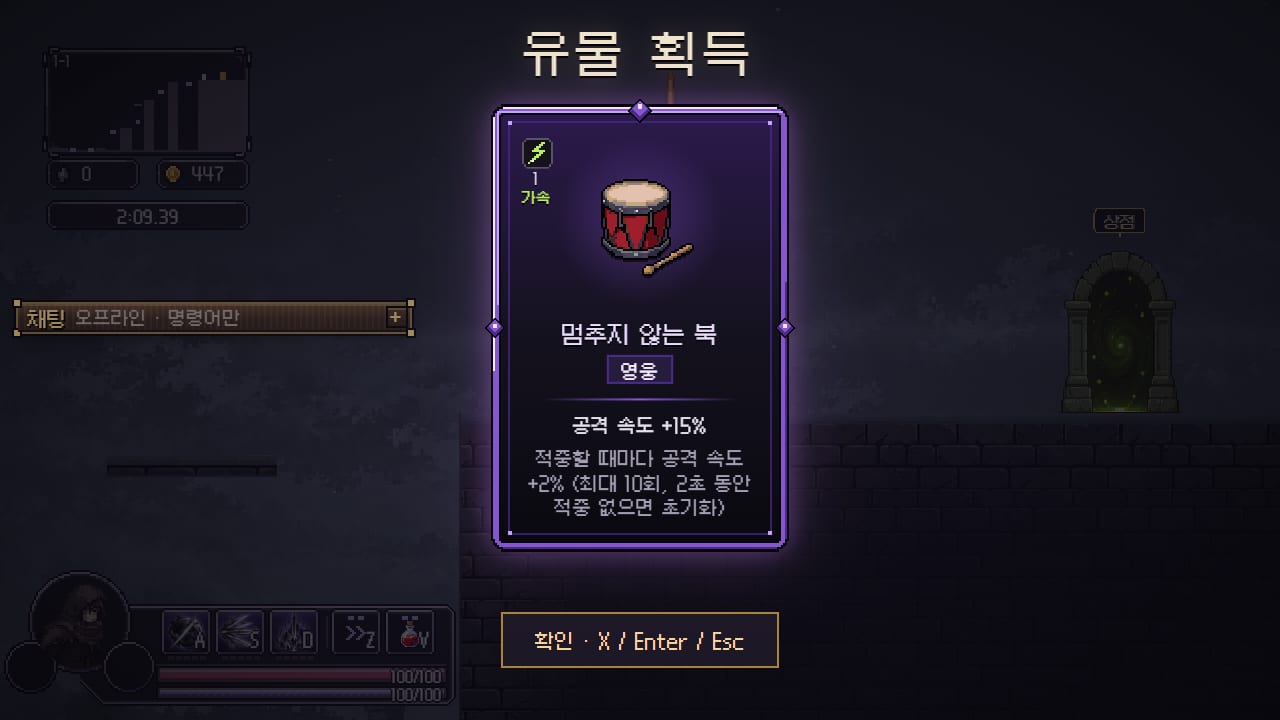 유물 획득
1-1
0
447
2:09.39
1
가속
상점
채팅 오프라인 · 명령어만 +
멈추지 않는 북
영웅
공격 속도 +15%
적중할 때마다 공격 속도
+2% (최대 10회, 2초 동안
적중 없으면 초기화)
A S D Z V
확인 · X / Enter / Esc
100/100
100/100